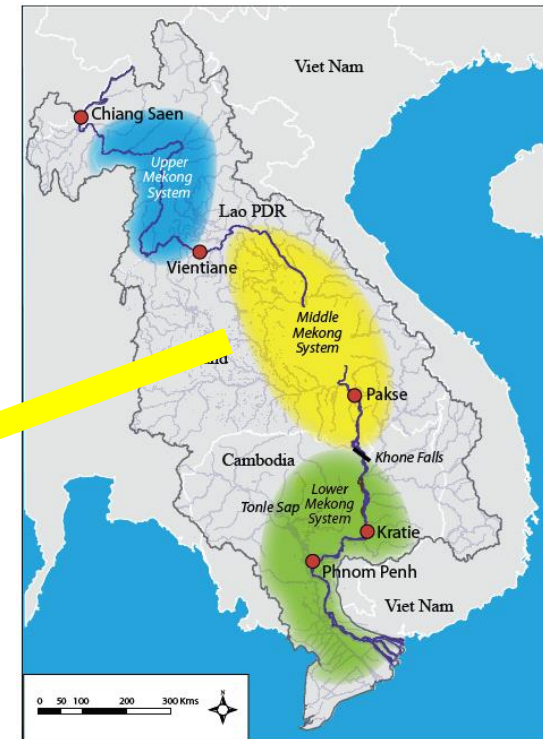 Viet Nam
Chiang Saen
Upper
Mekong
System
Lao PDR
Vientiane
Middle
Mekong
System
Pakse
Khone Falls
Cambodia
Tonle Sap
Lower
Mekong
System
Kratie
Phnom Penh
Viet Nam
N
0 50 100 200 300 Kms